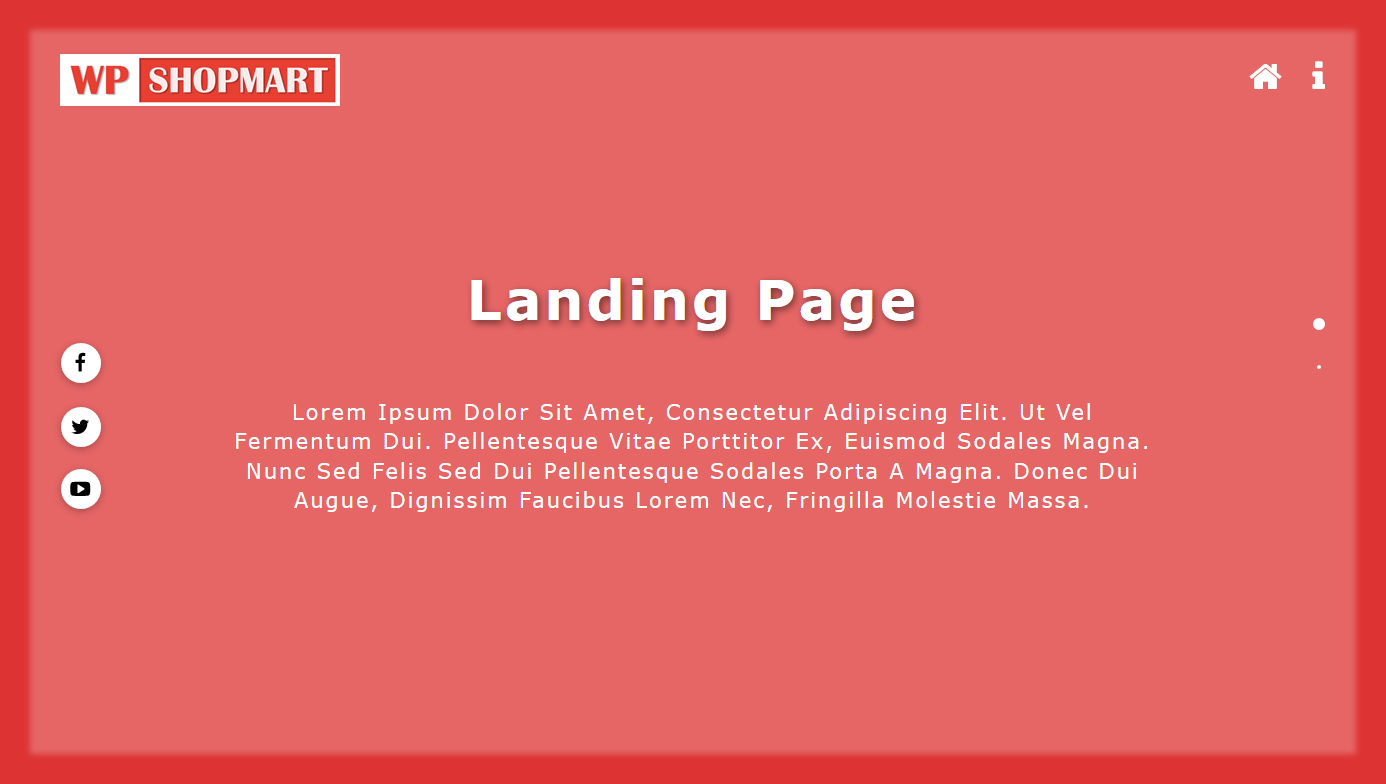 WP SHOPMART
Landing Page
Lorem Ipsum Dolor Sit Amet, Consectetur Adipiscing Elit. Ut Vel
Fermentum Dui. Pellentesque Vitae Porttitor Ex, Euismod Sodales Magna.
Nunc Sed Felis Sed Dui Pellentesque Sodales Porta A Magna. Donec Dui
Augue, Dignissim Faucibus Lorem Nec, Fringilla Molestie Massa.